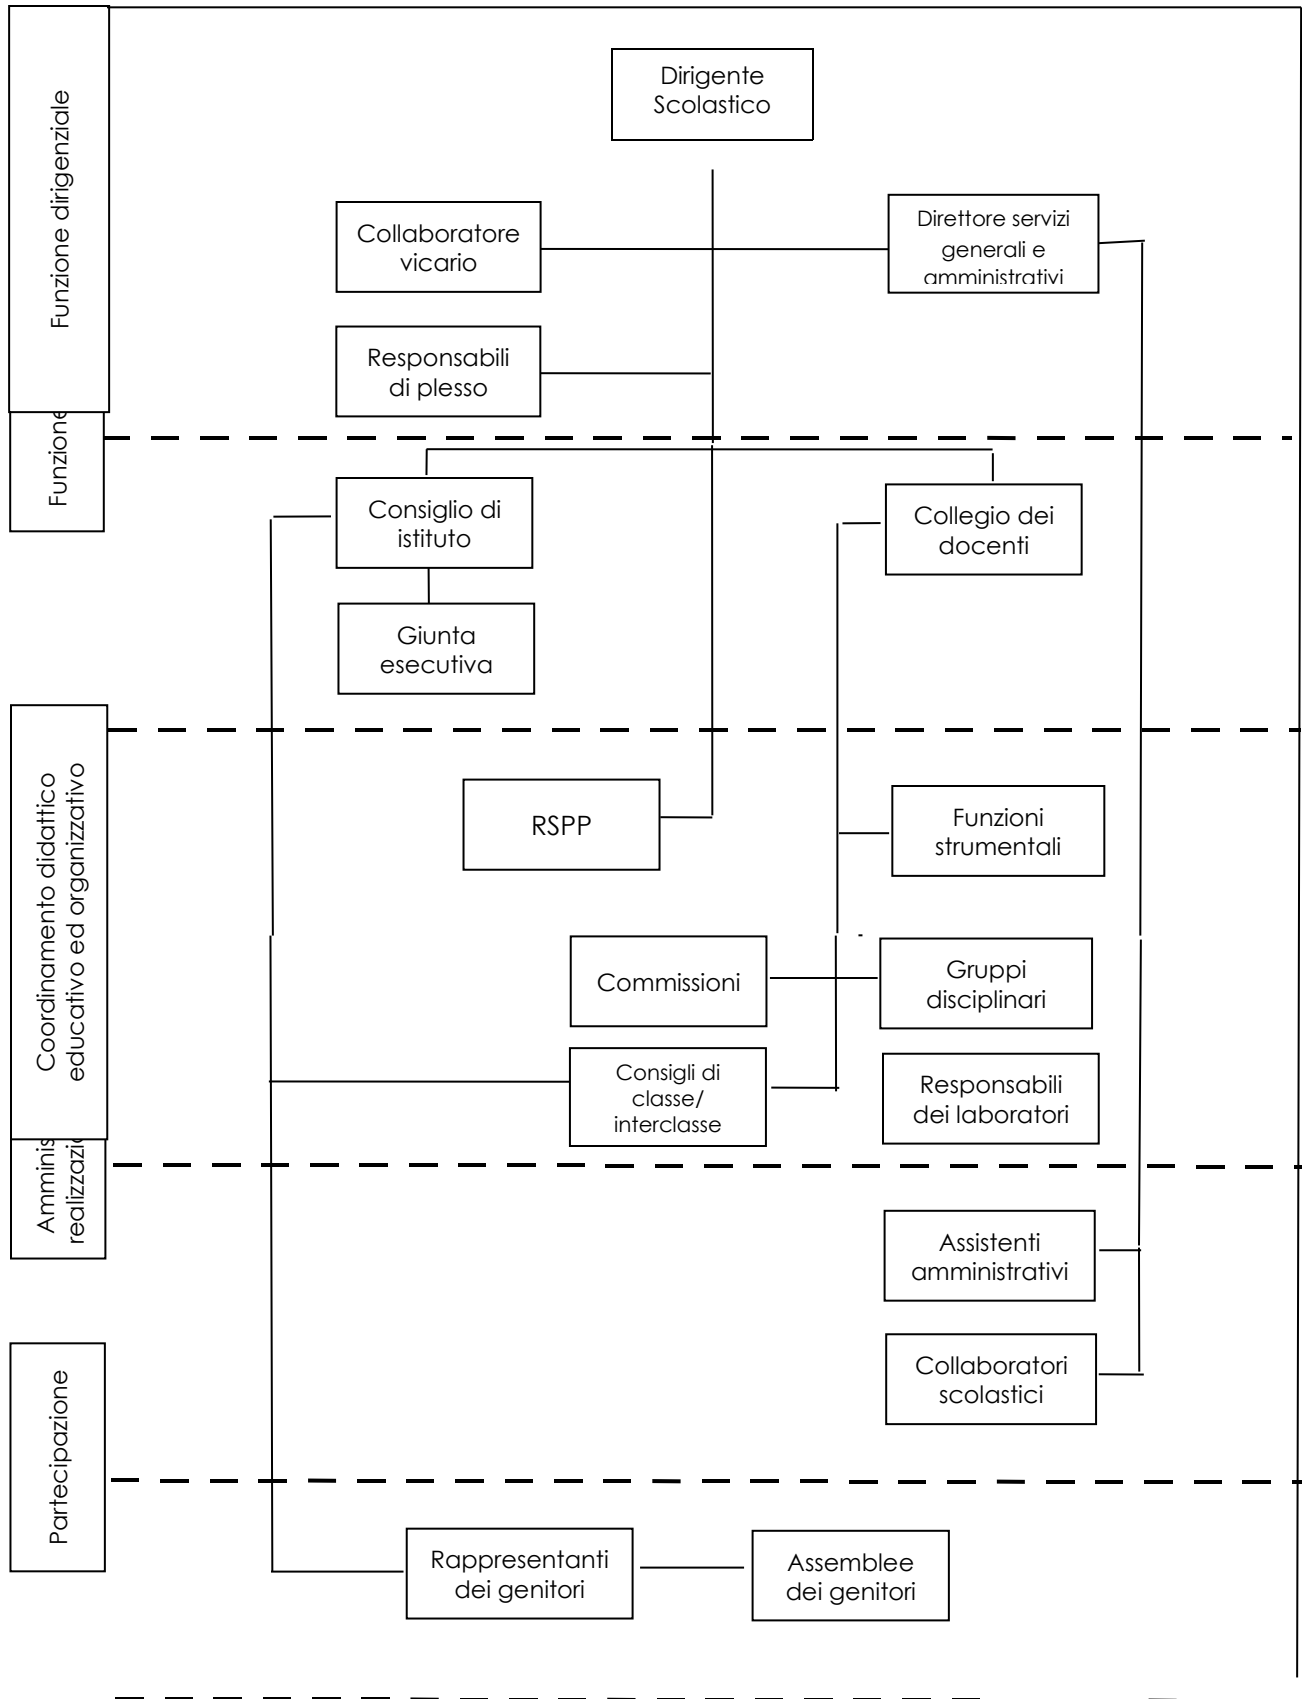 Funzione dirigenziale
Dirigente
Scolastico
Collaboratore
vicario
Direttore servizi
generali e
amministrativi
Responsabili
di plesso
Funzione
Consiglio di
istituto
Collegio dei
docenti
Giunta
esecutiva
Coordinamento didattico
educativo ed organizzativo
RSPP
Funzioni
strumentali
Commissioni
Gruppi
disciplinari
Consigli di
classe/
interclasse
Responsabili
dei laboratori
Amminis
realizzazi
Assistenti
amministrativi
Collaboratori
scolastici
Partecipazione
Rappresentanti
dei genitori
Assemblee
dei genitori